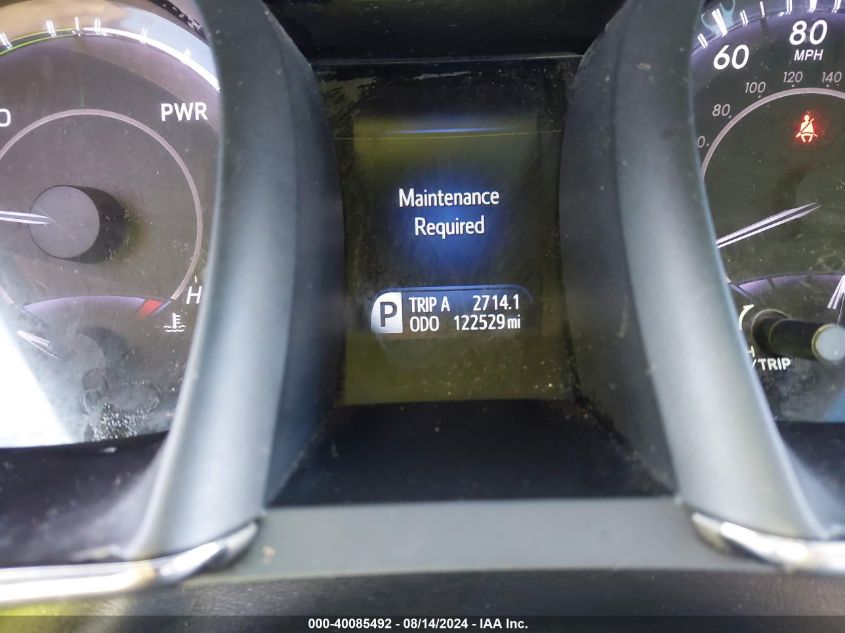 PWR
H
Maintenance
Required
P
TRIP A 2714.1
ODO 122529 mi
60
80
MPH
80
100
120
140
/TRIP
000-40085492 - 08/14/2024 - IAA Inc.